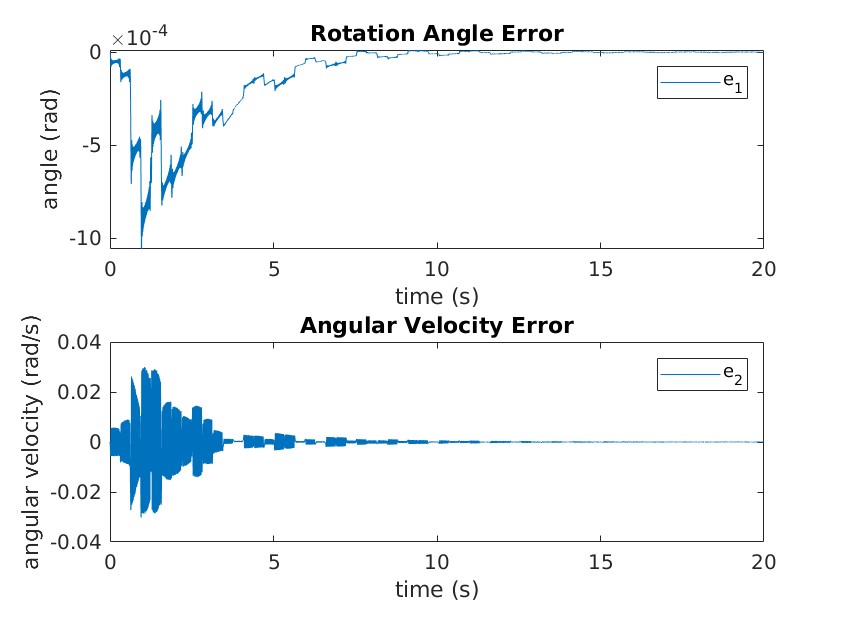 ×10⁻⁴
Rotation Angle Error
0
-5
-10
angle (rad)
e₁
0 5 10 15 20
time (s)
Angular Velocity Error
0.04
0.02
0
-0.02
-0.04
angular velocity (rad/s)
e₂
0 5 10 15 20
time (s)